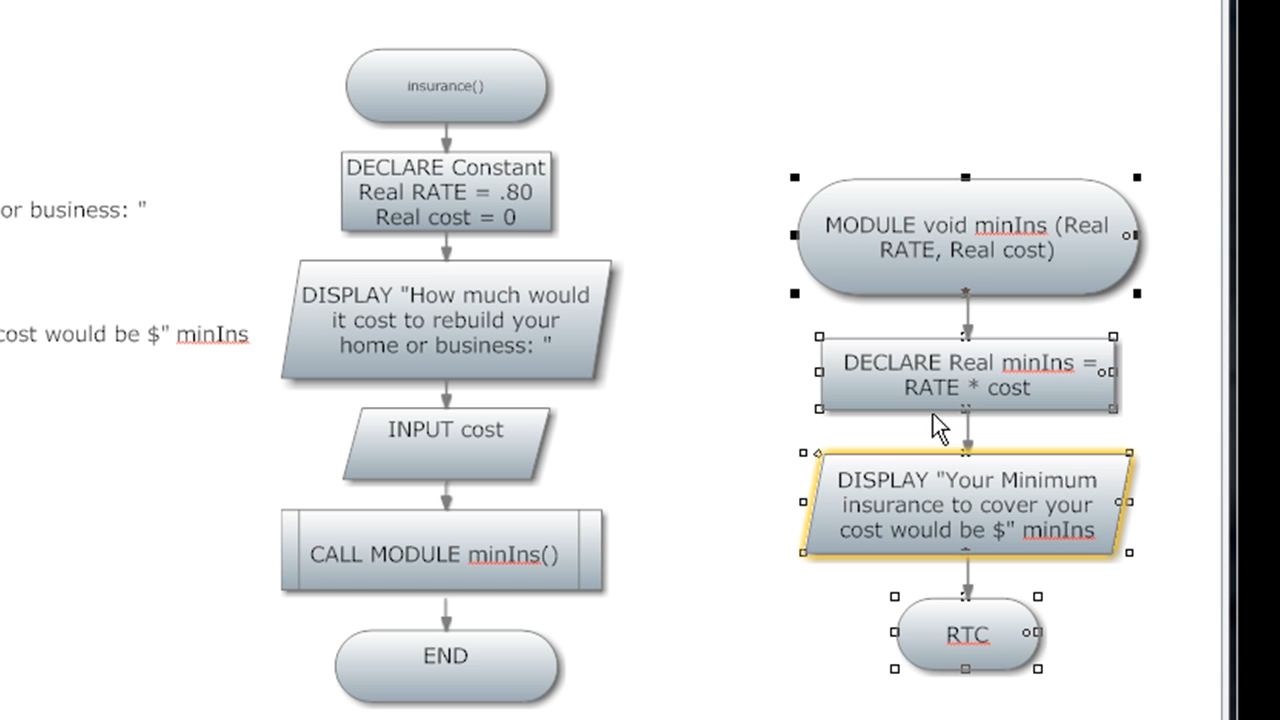 or business: "
cost would be $" minIns
insurance()
DECLARE Constant
Real RATE = .80
Real cost = 0
DISPLAY "How much would
it cost to rebuild your
home or business: "
INPUT cost
CALL MODULE minIns()
END
MODULE void minIns (Real
RATE, Real cost)
DECLARE Real minIns =
RATE * cost
DISPLAY "Your Minimum
insurance to cover your
cost would be $" minIns
RTC